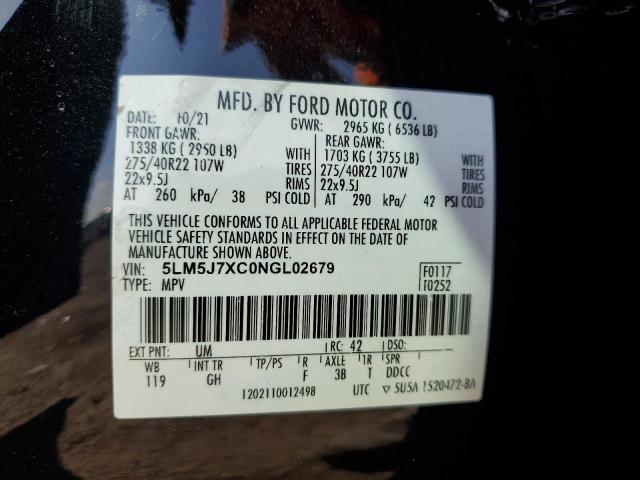 MFD. BY FORD MOTOR CO.
DATE: 10/21 GVWR: 2965 KG ( 6536 LB)
FRONT GAWR: REAR GAWR:
1338 KG ( 2950 LB) WITH 1703 KG ( 3755 LB) WITH
275/40R22 107W TIRES 275/40R22 107W TIRES
22x9.5J RIMS 22x9.5J RIMS
AT 260 kPa/ 38 PSI COLD AT 290 kPa/ 42 PSI COLD
THIS VEHICLE CONFORMS TO ALL APPLICABLE FEDERAL MOTOR
VEHICLE SAFETY STANDARDS IN EFFECT ON THE DATE OF
MANUFACTURE SHOWN ABOVE.
VIN: 5LM5J7XC0NGL02679 F0117
TYPE: MPV T0252
EXT PNT: UM RC: 42 DSO:
WB INT TR TP/PS R AXLE TR SPR
119 GH F 3B T DDCC
1202110012498 UTC ▽ 5U5A 1520472-BA